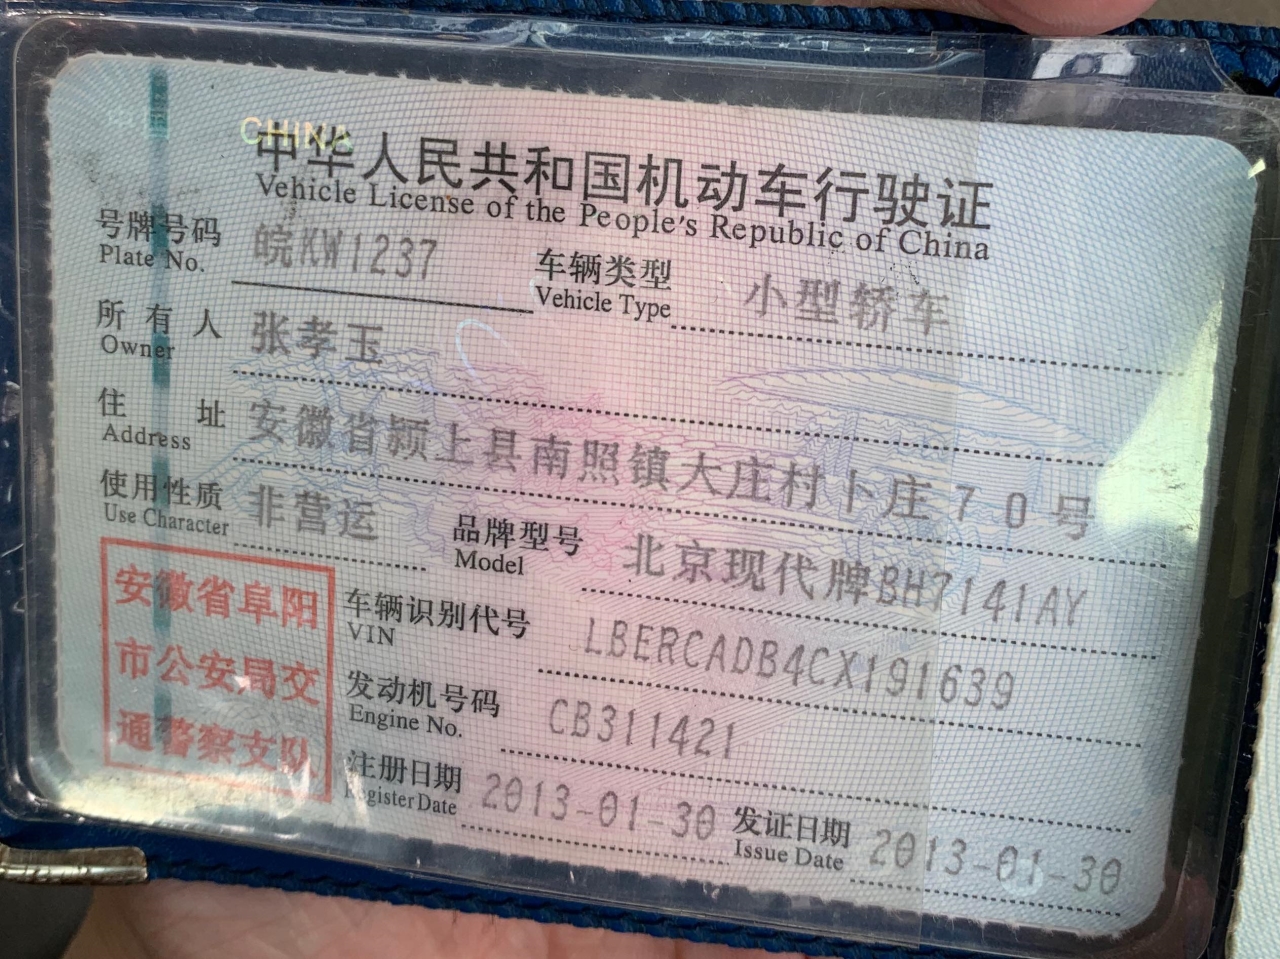 CHINA
中华人民共和国机动车行驶证
Vehicle License of the People's Republic of China
号牌号码 皖KW1237 车辆类型 小型轿车
Plate No. Vehicle Type
所有人 张孝玉
Owner
住址 安徽省颍上县南照镇大庄村卜庄70号
Address
使用性质 非营运 品牌型号 北京现代牌BH7141AY
Use Character Model
安徽省阜阳
市公安局交
通警察支队
车辆识别代号 LBERCADB4CX191639
VIN
发动机号码 CB311421
Engine No.
注册日期 2013-01-30 发证日期 2013-01-30
Register Date Issue Date